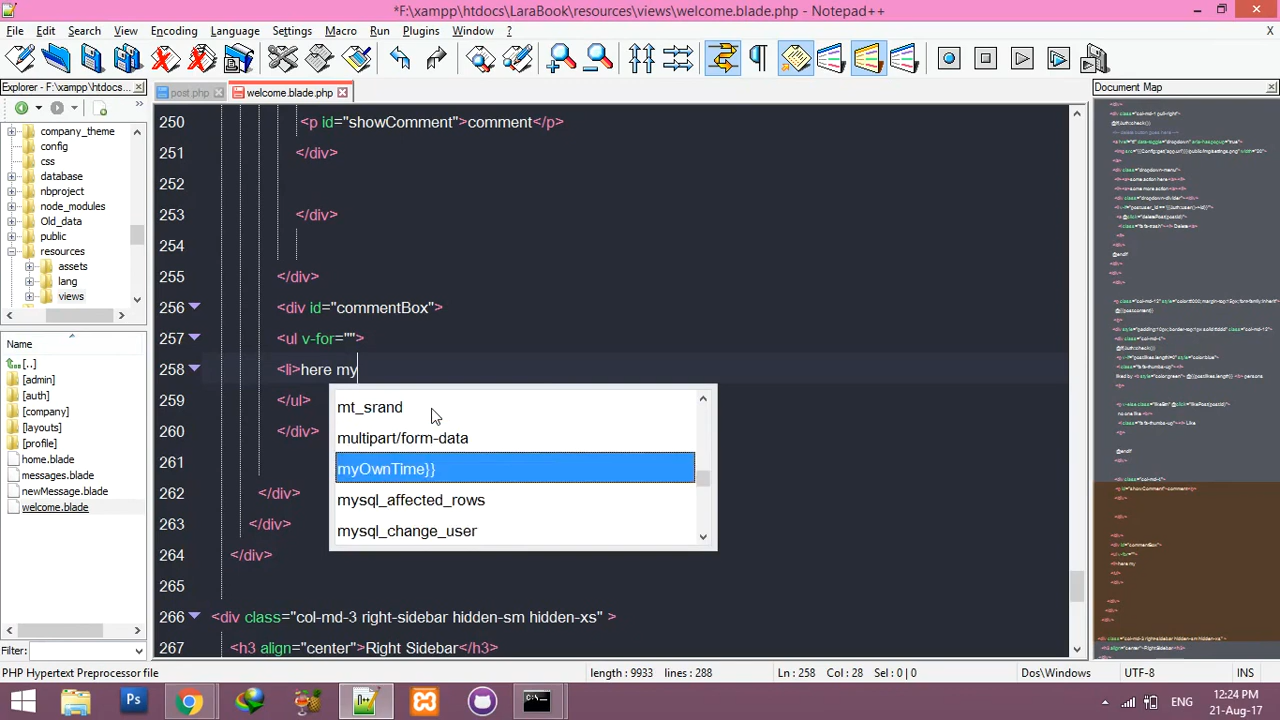 *F:\xampp\htdocs\LaraBook\resources\views\welcome.blade.php - Notepad++
File Edit Search View Encoding Language Settings Macro Run Plugins Window ? X
Explorer - F:\xampp\htdocs...
company_theme
config
css
database
nbproject
node_modules
Old_data
public
resources
assets
lang
views
Name
[..]
[admin]
[auth]
[company]
[layouts]
[profile]
home.blade
messages.blade
newMessage.blade
welcome.blade
Filter:
post.php welcome.blade.php
250 <p id="showComment">comment</p>
251 </div>
252
253 </div>
254
255 </div>
256 <div id="commentBox">
257 <ul v-for="">
258 <li>here my
259 </ul>
260 </div>
261
262 </div>
263 </div>
264 </div>
265
266 <div class="col-md-3 right-sidebar hidden-sm hidden-xs" >
267 <h3 align="center">Right Sidebar</h3>
mt_srand
multipart/form-data
myOwnTime}}
mysql_affected_rows
mysql_change_user
Document Map
PHP Hypertext Preprocessor file length : 9933 lines : 288 Ln : 258 Col : 28 Sel : 0 | 0 Dos\Windows UTF-8 INS
Ps
ENG
12:24 PM
21-Aug-17